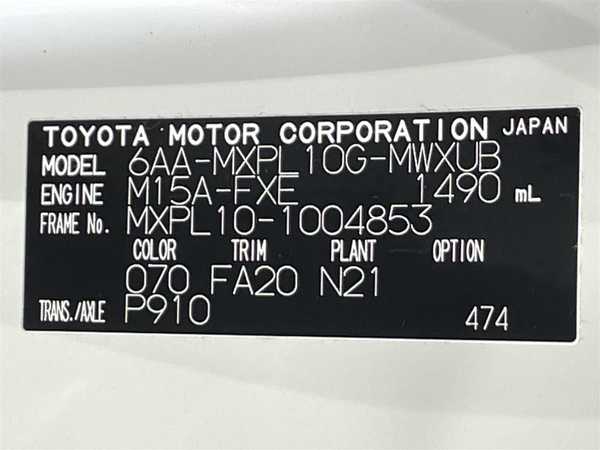 TOYOTA MOTOR CORPORATION JAPAN
MODEL 6AA-MXPL10G-MWXUB
ENGINE M15A-FXE 1490 mL
FRAME No. MXPL10-1004853
COLOR TRIM PLANT OPTION
070 FA20 N21
TRANS./AXLE P910 474